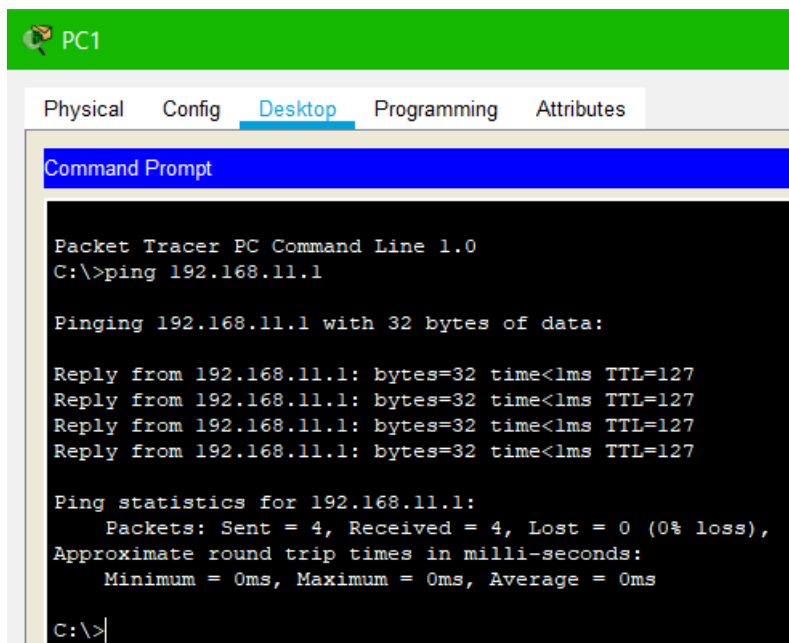 PC1
Physical Config Desktop Programming Attributes
Command Prompt
Packet Tracer PC Command Line 1.0
C:\>ping 192.168.11.1
Pinging 192.168.11.1 with 32 bytes of data:
Reply from 192.168.11.1: bytes=32 time<1ms TTL=127
Reply from 192.168.11.1: bytes=32 time<1ms TTL=127
Reply from 192.168.11.1: bytes=32 time<1ms TTL=127
Reply from 192.168.11.1: bytes=32 time<1ms TTL=127
Ping statistics for 192.168.11.1:
Packets: Sent = 4, Received = 4, Lost = 0 (0% loss),
Approximate round trip times in milli-seconds:
Minimum = 0ms, Maximum = 0ms, Average = 0ms
C:\>